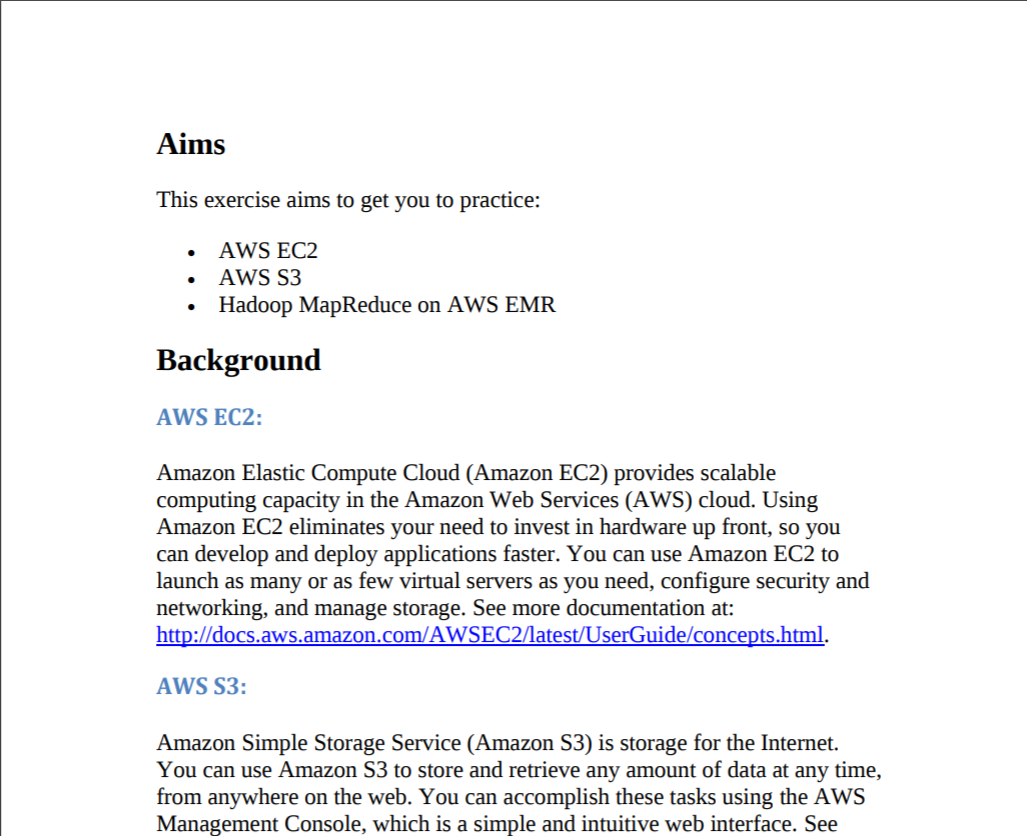 Aims
This exercise aims to get you to practice:
• AWS EC2
• AWS S3
• Hadoop MapReduce on AWS EMR
Background
AWS EC2:
Amazon Elastic Compute Cloud (Amazon EC2) provides scalable
computing capacity in the Amazon Web Services (AWS) cloud. Using
Amazon EC2 eliminates your need to invest in hardware up front, so you
can develop and deploy applications faster. You can use Amazon EC2 to
launch as many or as few virtual servers as you need, configure security and
networking, and manage storage. See more documentation at:
http://docs.aws.amazon.com/AWSEC2/latest/UserGuide/concepts.html.
AWS S3:
Amazon Simple Storage Service (Amazon S3) is storage for the Internet.
You can use Amazon S3 to store and retrieve any amount of data at any time,
from anywhere on the web. You can accomplish these tasks using the AWS
Management Console, which is a simple and intuitive web interface. See